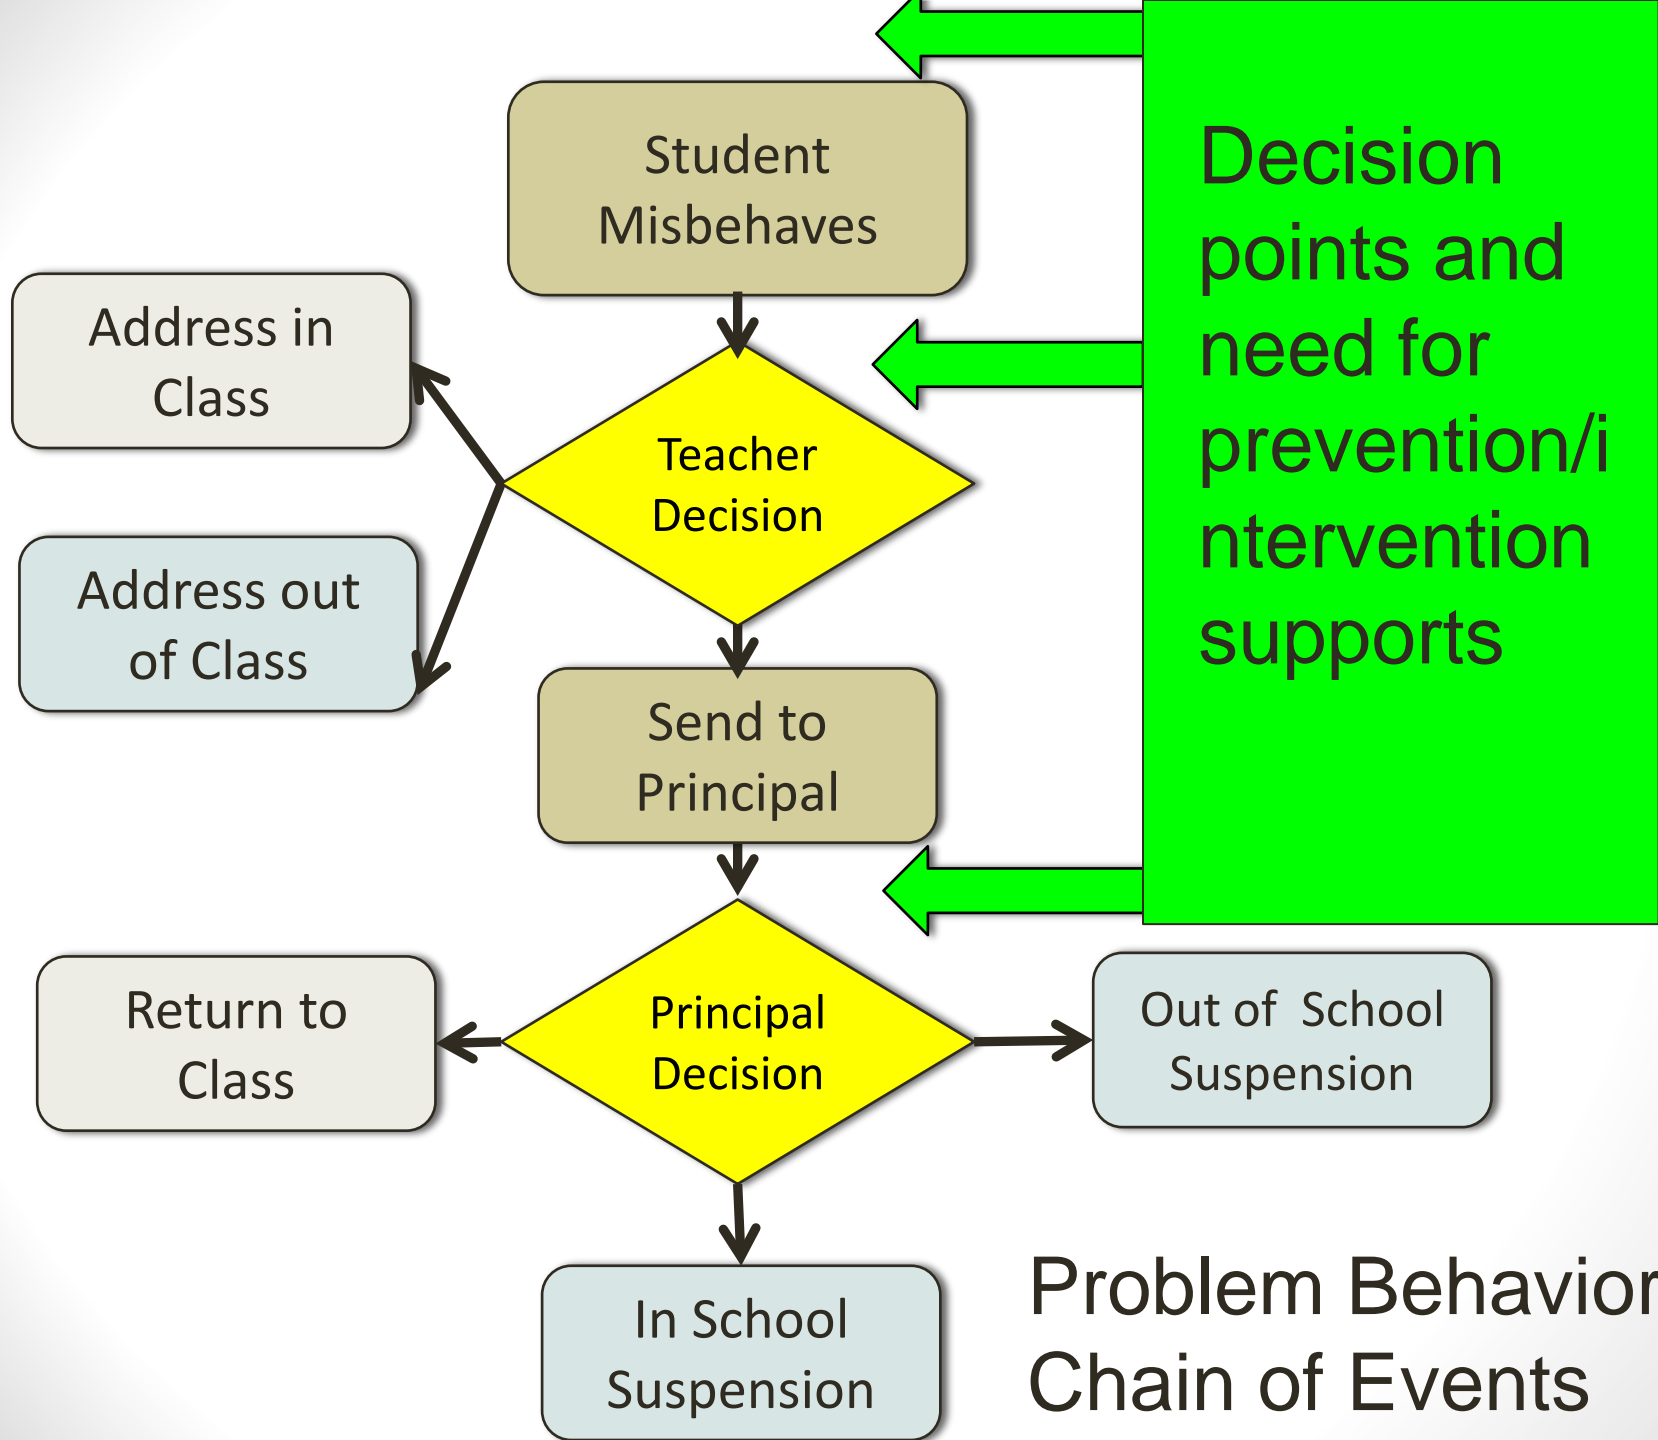 Student
Misbehaves
Decision
points and
need for
prevention/i
ntervention
supports
Address in
Class
Teacher
Decision
Address out
of Class
Send to
Principal
Return to
Class
Principal
Decision
Out of  School
Suspension
In School
Suspension
Problem Behavior
Chain of Events